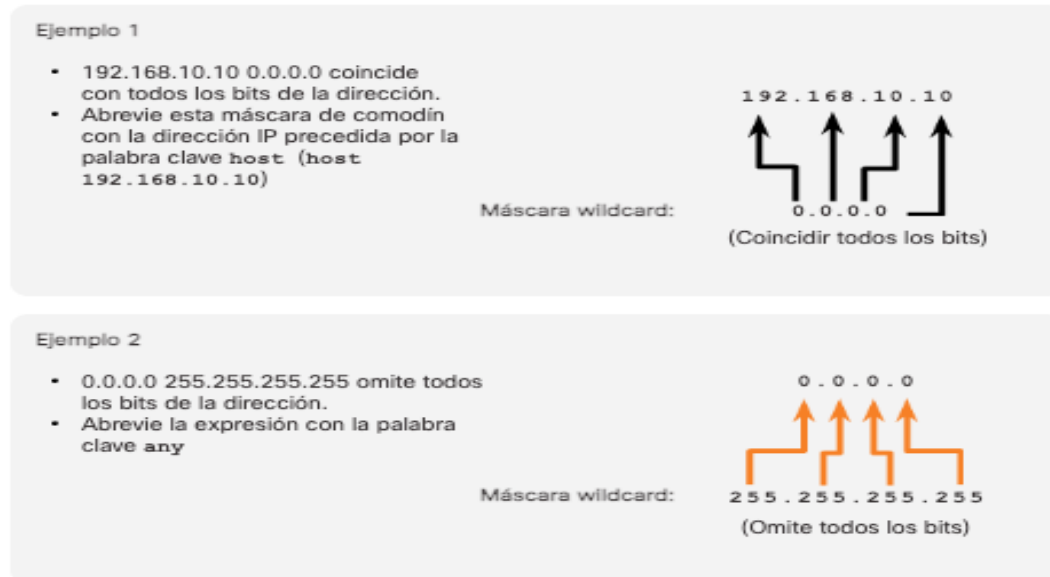 Ejemplo 1
• 192.168.10.10 0.0.0.0 coincide
con todos los bits de la dirección.
• Abrevie esta máscara de comodín
con la dirección IP precedida por la
palabra clave host (host
192.168.10.10)
192.168.10.10
Máscara wildcard:
0.0.0.0
(Coincidir todos los bits)
Ejemplo 2
• 0.0.0.0 255.255.255.255 omite todos
los bits de la dirección.
• Abrevie la expresión con la palabra
clave any
0.0.0.0
Máscara wildcard:
255.255.255.255
(Omite todos los bits)